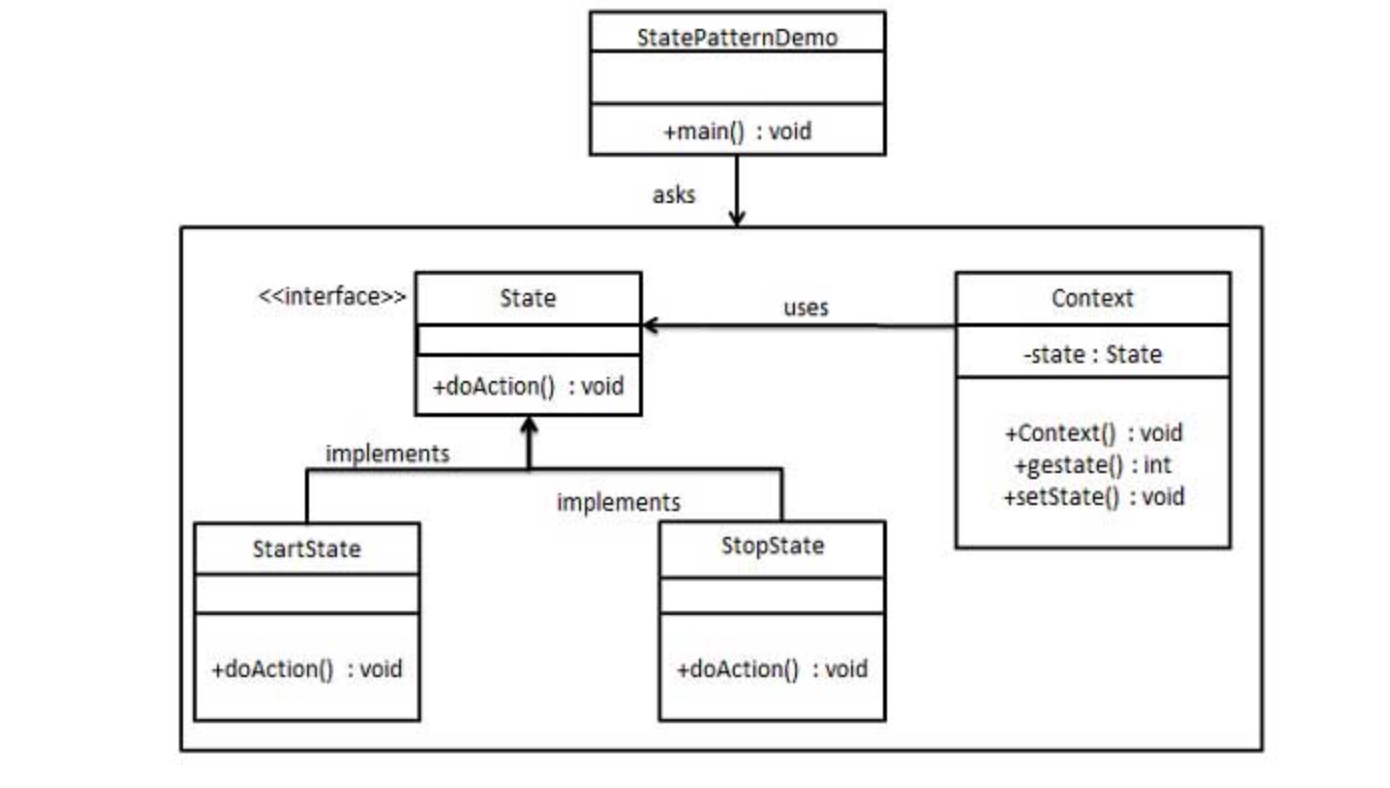 StatePatternDemo
+main() : void
asks
<<interface>>
State
+doAction() : void
uses
Context
-state : State
+Context() : void
+gestate() : int
+setState() : void
implements
implements
StartState
+doAction() : void
StopState
+doAction() : void